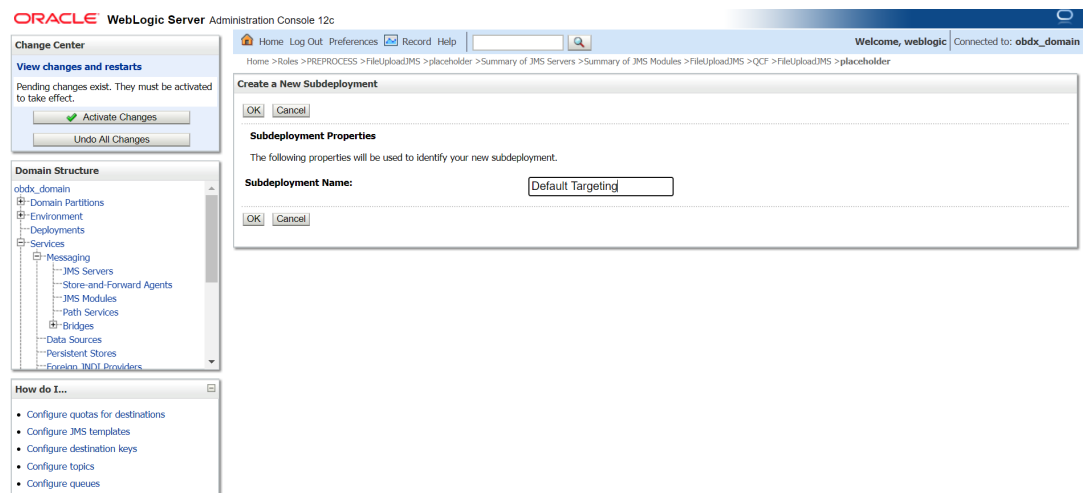 ORACLE WebLogic Server Administration Console 12c
Change Center
View changes and restarts
Pending changes exist. They must be activated
to take effect.
Activate Changes
Undo All Changes
Domain Structure
obdx_domain
Domain Partitions
Environment
Deployments
Services
Messaging
JMS Servers
Store-and-Forward Agents
JMS Modules
Path Services
Bridges
Data Sources
Persistent Stores
Foreign JNDI Providers
How do I...
Configure quotas for destinations
Configure JMS templates
Configure destination keys
Configure topics
Configure queues
Home Log Out Preferences Record Help
Welcome, weblogic Connected to: obdx_domain
Home >Roles >PREPROCESS >FileUploadJMS >placeholder >Summary of JMS Servers >Summary of JMS Modules >FileUploadJMS >QCF >FileUploadJMS >placeholder
Create a New Subdeployment
OK Cancel
Subdeployment Properties
The following properties will be used to identify your new subdeployment.
Subdeployment Name: Default Targeting
OK Cancel